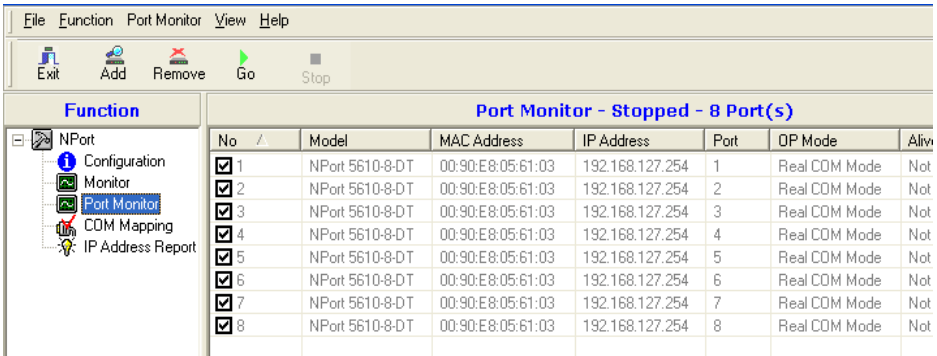 File Function Port Monitor View Help
Exit Add Remove Go Stop
Function
NPort
Configuration
Monitor
Port Monitor
COM Mapping
IP Address Report
Port Monitor - Stopped - 8 Port(s)
No Model MAC Address IP Address Port OP Mode Alive
1 NPort 5610-8-DT 00:90:E8:05:61:03 192.168.127.254 1 Real COM Mode Not
2 NPort 5610-8-DT 00:90:E8:05:61:03 192.168.127.254 2 Real COM Mode Not
3 NPort 5610-8-DT 00:90:E8:05:61:03 192.168.127.254 3 Real COM Mode Not
4 NPort 5610-8-DT 00:90:E8:05:61:03 192.168.127.254 4 Real COM Mode Not
5 NPort 5610-8-DT 00:90:E8:05:61:03 192.168.127.254 5 Real COM Mode Not
6 NPort 5610-8-DT 00:90:E8:05:61:03 192.168.127.254 6 Real COM Mode Not
7 NPort 5610-8-DT 00:90:E8:05:61:03 192.168.127.254 7 Real COM Mode Not
8 NPort 5610-8-DT 00:90:E8:05:61:03 192.168.127.254 8 Real COM Mode Not